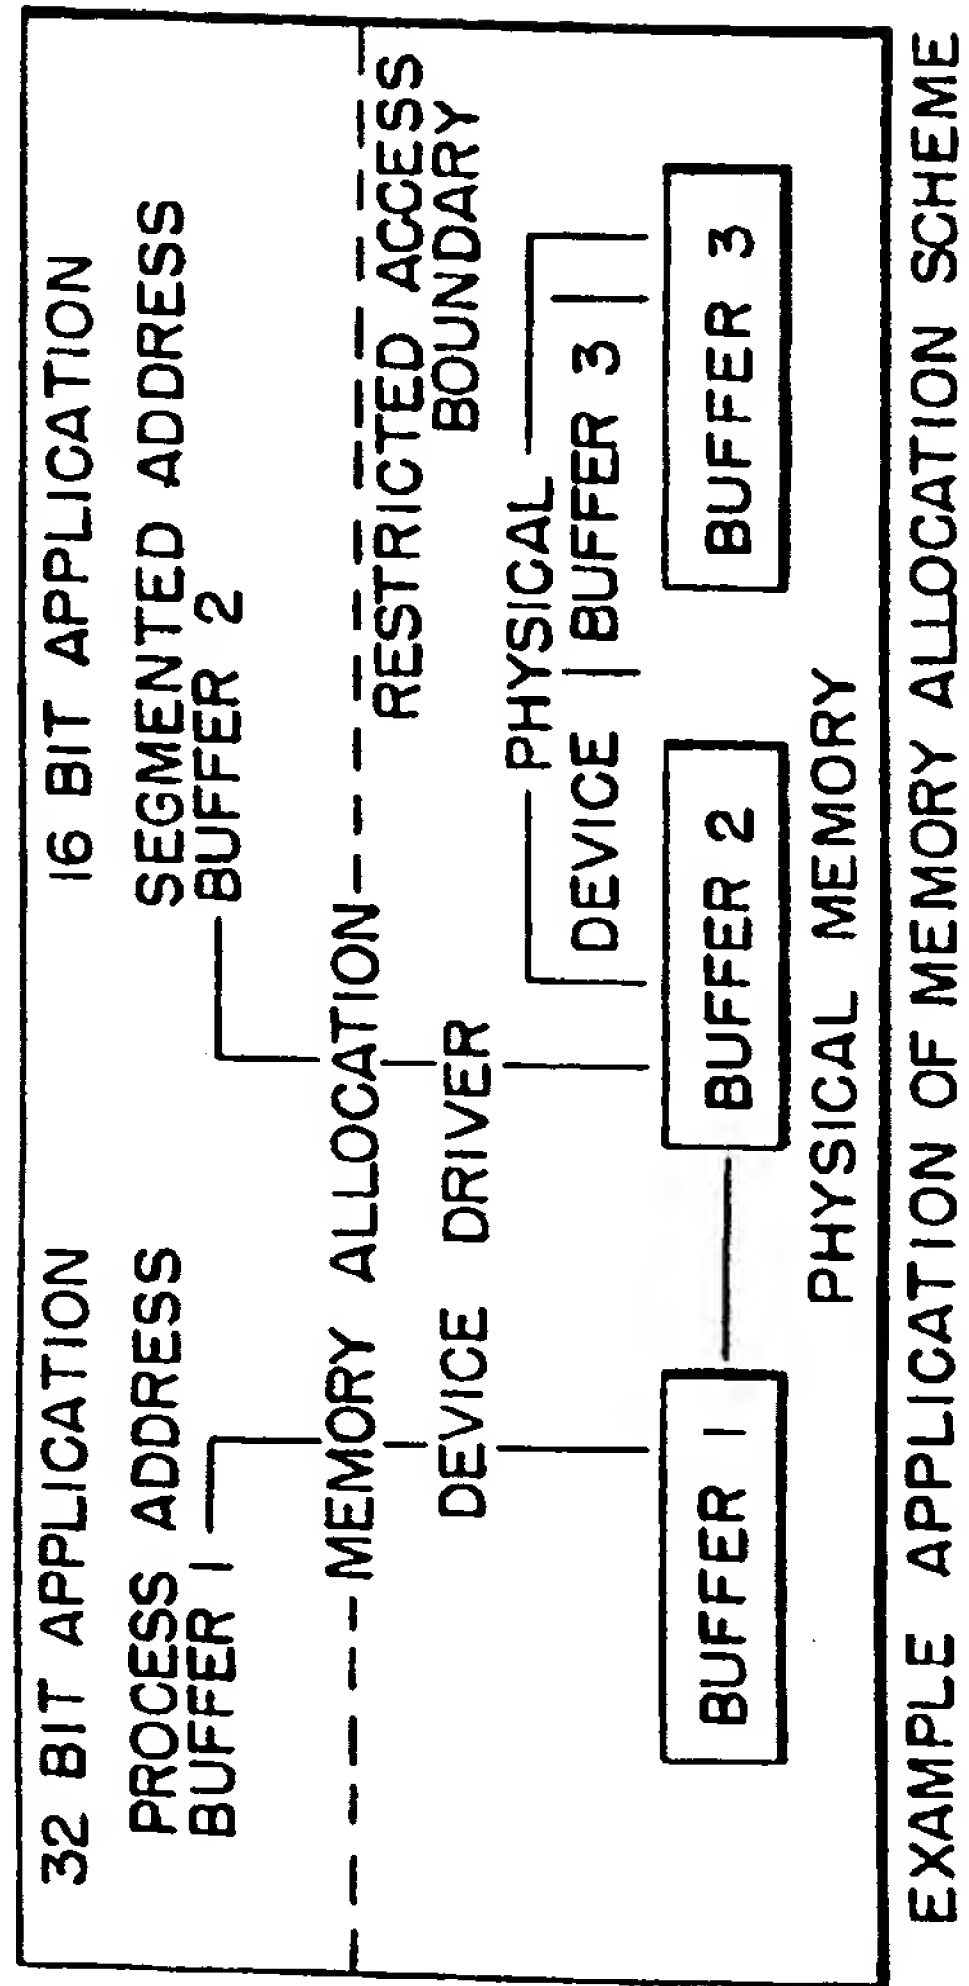 32 BIT APPLICATION
16 BIT APPLICATION
PROCESS ADDRESS
BUFFER 1
SEGMENTED ADDRESS
BUFFER 2
MEMORY ALLOCATION
DEVICE DRIVER
RESTRICTED ACCESS
BOUNDARY
PHYSICAL
DEVICE BUFFER 3
BUFFER 1
BUFFER 2
BUFFER 3
PHYSICAL MEMORY
EXAMPLE APPLICATION OF MEMORY ALLOCATION SCHEME